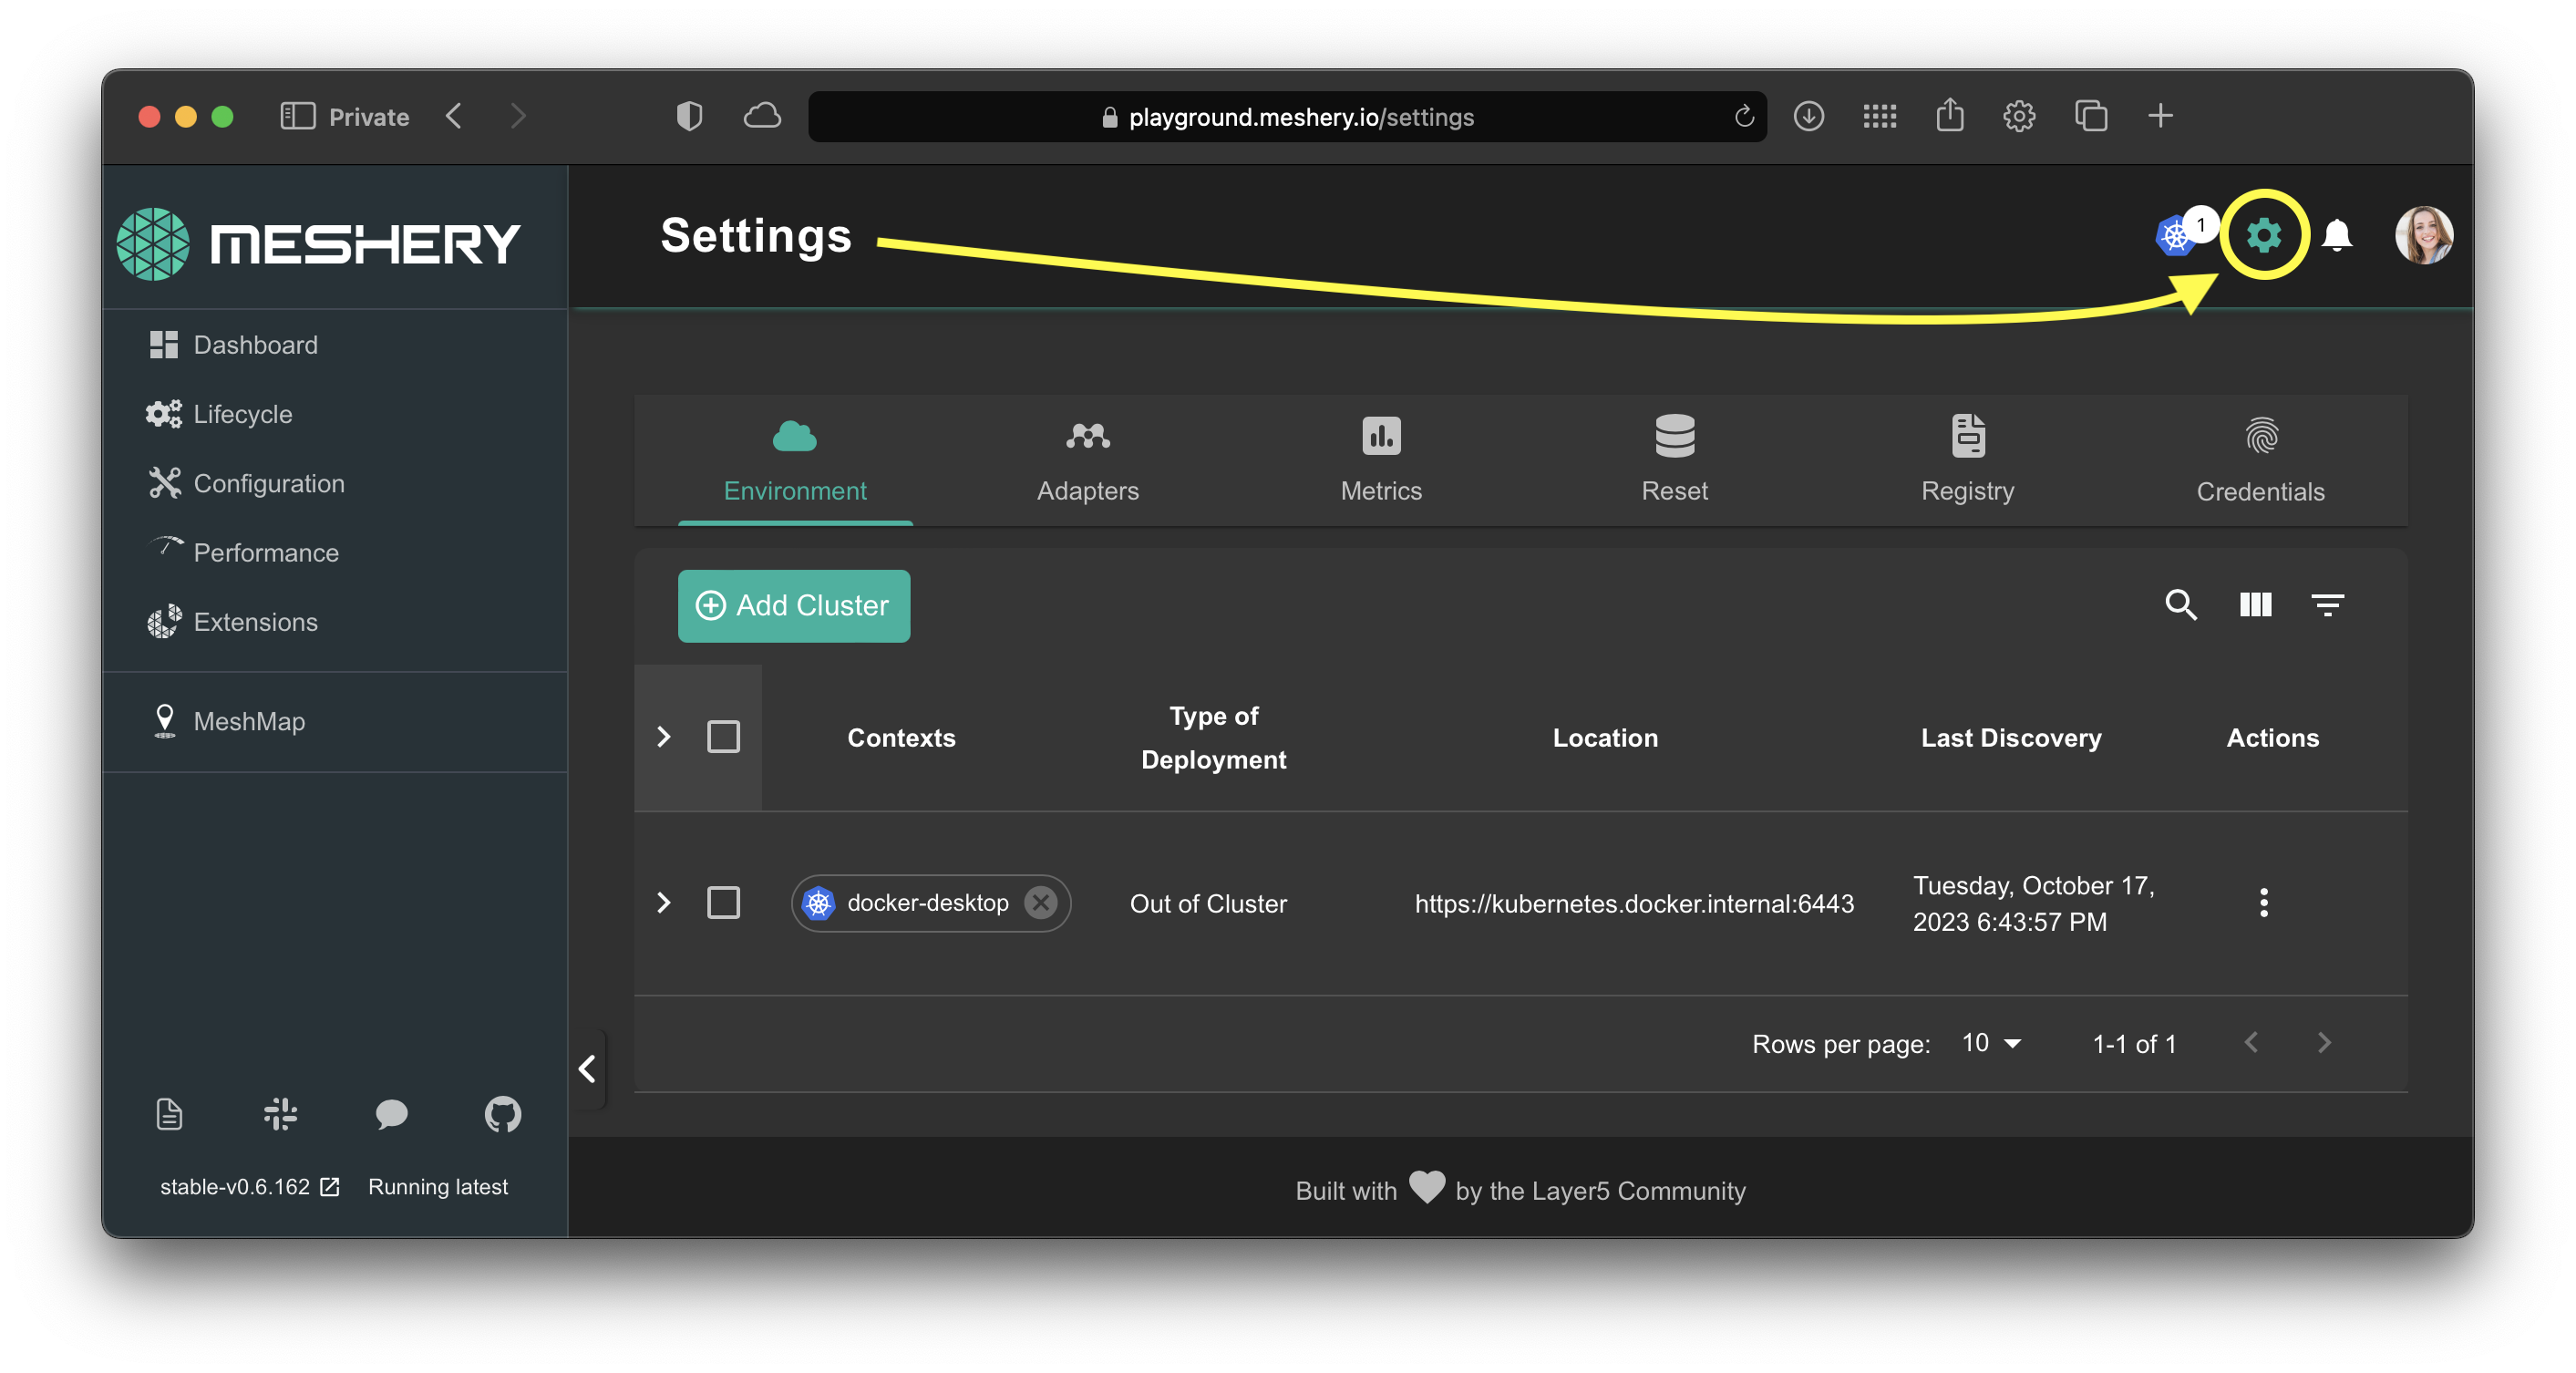 Private
playground.meshery.io/settings
MESHERY
Settings
1
Dashboard
Lifecycle
Configuration
Performance
Extensions
MeshMap
stable-v0.6.162 Running latest
Environment
Adapters
Metrics
Reset
Registry
Credentials
Add Cluster
Contexts
Type of
Deployment
Location
Last Discovery
Actions
docker-desktop
Out of Cluster
https://kubernetes.docker.internal:6443
Tuesday, October 17,
2023 6:43:57 PM
Rows per page: 10 1-1 of 1
Built with by the Layer5 Community